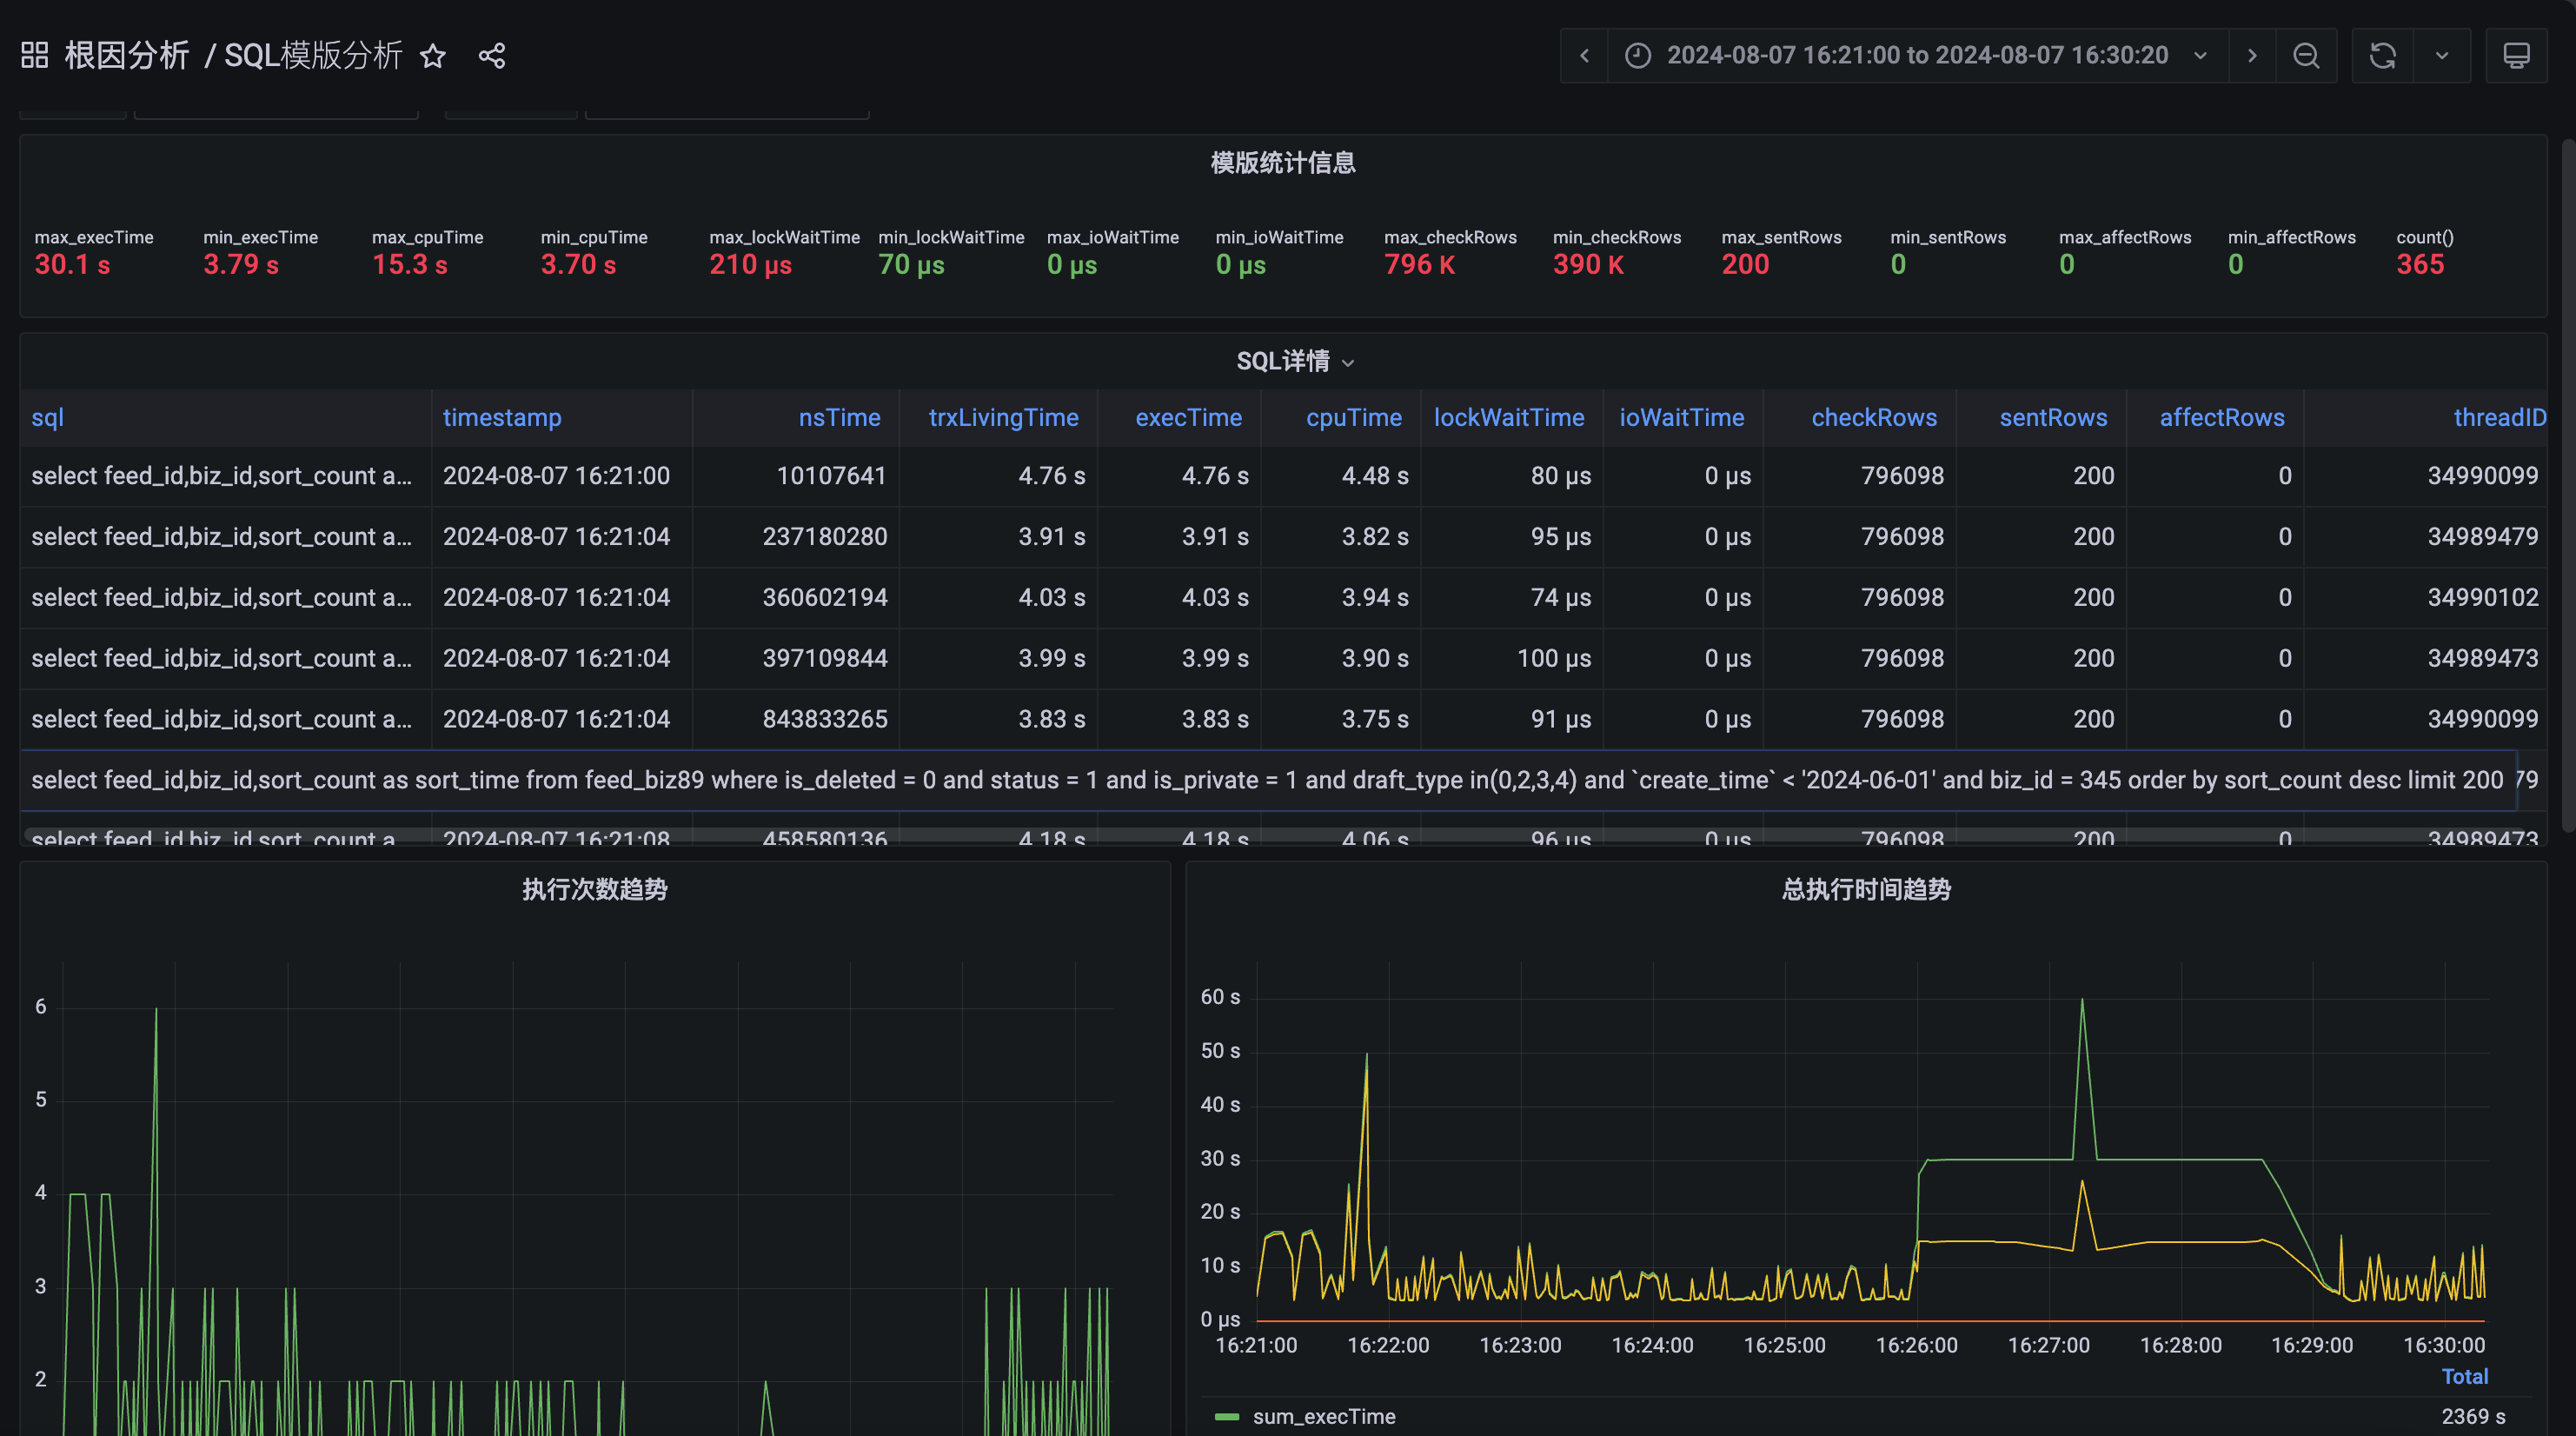 根因分析 / SQL模版分析
2024-08-07 16:21:00 to 2024-08-07 16:30:20
模版统计信息
max_execTime min_execTime max_cpuTime min_cpuTime max_lockWaitTime min_lockWaitTime max_ioWaitTime min_ioWaitTime max_checkRows min_checkRows max_sentRows min_sentRows max_affectRows min_affectRows count()
30.1 s 3.79 s 15.3 s 3.70 s 210 µs 70 µs 0 µs 0 µs 796 K 390 K 200 0 0 0 365
SQL详情
sql timestamp nsTime trxLivingTime execTime cpuTime lockWaitTime ioWaitTime checkRows sentRows affectRows threadID
select feed_id,biz_id,sort_count a... 2024-08-07 16:21:00 10107641 4.76 s 4.76 s 4.48 s 80 µs 0 µs 796098 200 0 34990099
select feed_id,biz_id,sort_count a... 2024-08-07 16:21:04 237180280 3.91 s 3.91 s 3.82 s 95 µs 0 µs 796098 200 0 34989479
select feed_id,biz_id,sort_count a... 2024-08-07 16:21:04 360602194 4.03 s 4.03 s 3.94 s 74 µs 0 µs 796098 200 0 34990102
select feed_id,biz_id,sort_count a... 2024-08-07 16:21:04 397109844 3.99 s 3.99 s 3.90 s 100 µs 0 µs 796098 200 0 34989473
select feed_id,biz_id,sort_count a... 2024-08-07 16:21:04 843833265 3.83 s 3.83 s 3.75 s 91 µs 0 µs 796098 200 0 34990099
select feed_id,biz_id,sort_count as sort_time from feed_biz89 where is_deleted = 0 and status = 1 and is_private = 1 and draft_type in(0,2,3,4) and `create_time` < '2024-06-01' and biz_id = 345 order by sort_count desc limit 200 79
select feed_id,biz_id,sort_count a 2024-08-07 16:21:08 458580136 4.18 s 4.18 s 4.06 s 96 µs 0 µs 796098 200 0 34989473
执行次数趋势
6
5
4
3
2
总执行时间趋势
60 s
50 s
40 s
30 s
20 s
10 s
0 µs
16:21:00 16:22:00 16:23:00 16:24:00 16:25:00 16:26:00 16:27:00 16:28:00 16:29:00 16:30:00
Total
sum_execTime 2369 s